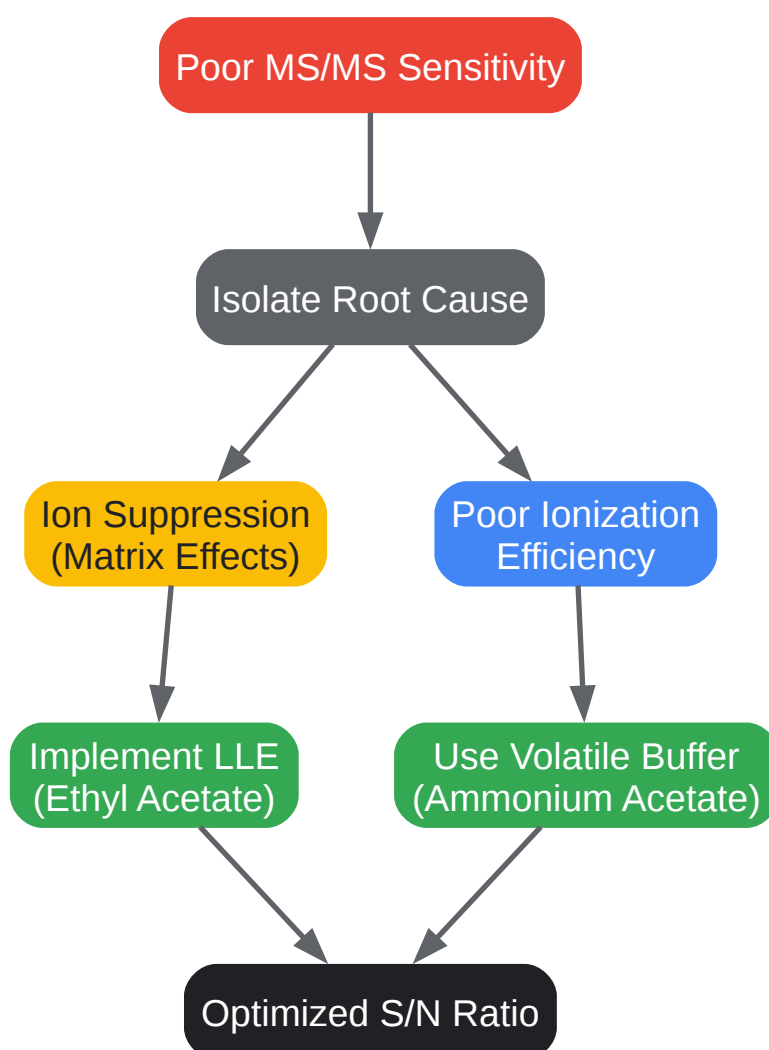 Poor MS/MS Sensitivity
Isolate Root Cause
Ion Suppression
(Matrix Effects)
Poor Ionization
Efficiency
Implement LLE
(Ethyl Acetate)
Use Volatile Buffer
(Ammonium Acetate)
Optimized S/N Ratio